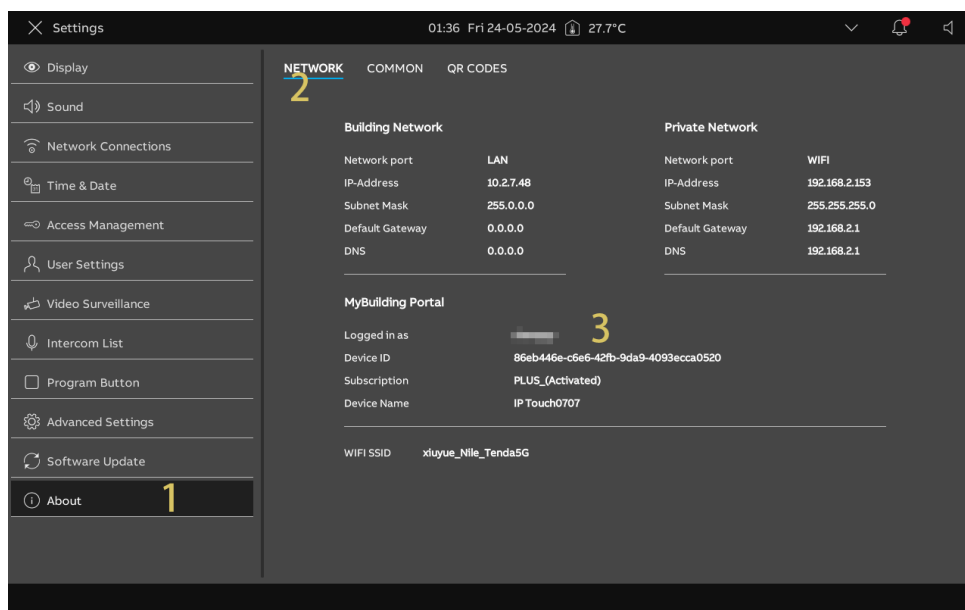 Settings
01:36 Fri 24-05-2024 27.7°C
Display
Sound
Network Connections
Time & Date
Access Management
User Settings
Video Surveillance
Intercom List
Program Button
Advanced Settings
Software Update
About
1
NETWORK COMMON QR CODES
2
Building Network
Network port LAN
IP-Address 10.2.7.48
Subnet Mask 255.0.0.0
Default Gateway 0.0.0.0
DNS 0.0.0.0
Private Network
Network port WIFI
IP-Address 192.168.2.153
Subnet Mask 255.255.255.0
Default Gateway 192.168.2.1
DNS 192.168.2.1
MyBuilding Portal
Logged in as
3
Device ID 86eb446e-c6e6-42fb-9da9-4093ecca0520
Subscription PLUS_(Activated)
Device Name IP Touch0707
WIFI SSID xiuyue_Nile_Tenda5G